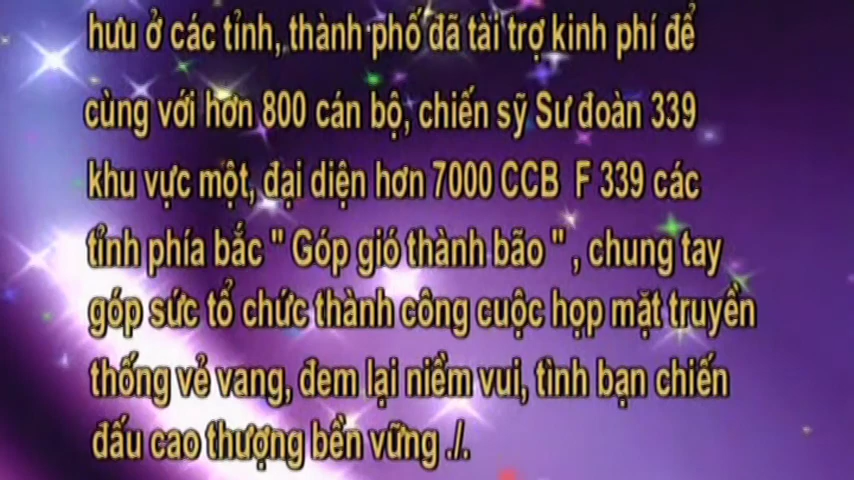 hưu ở các tỉnh, thành phố đã tài trợ kinh phí để
cùng với hơn 800 cán bộ, chiến sỹ Sư đoàn 339
khu vực một, đại diện hơn 7000 CCB F 339 các
tỉnh phía bắc " Góp gió thành bão " , chung tay
góp sức tổ chức thành công cuộc họp mặt truyền
thống vẻ vang, đem lại niềm vui, tình bạn chiến
đấu cao thượng bền vững ./.